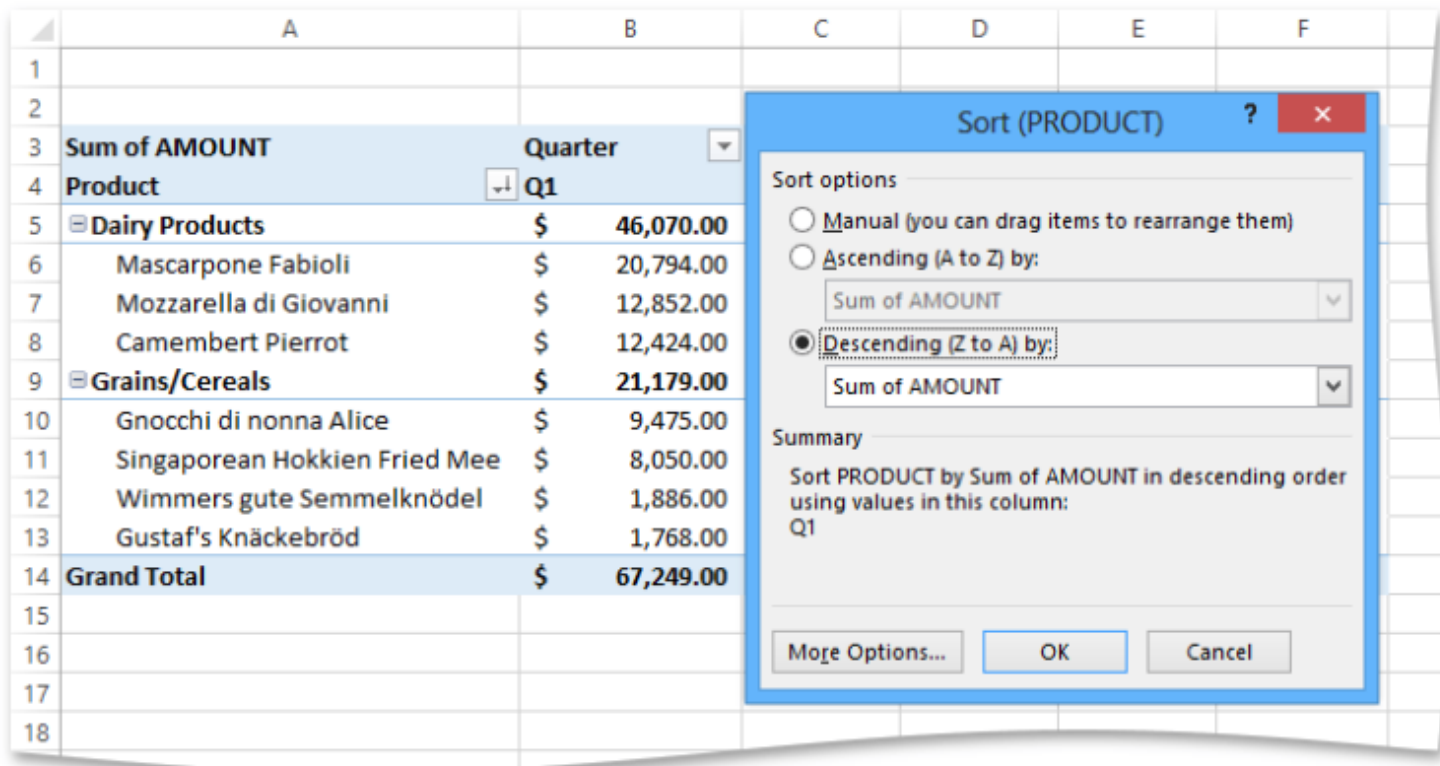 A B C D E F
1
2
3 Sum of AMOUNT Quarter
4 Product Q1
5 Dairy Products $ 46,070.00
6 Mascarpone Fabioli $ 20,794.00
7 Mozzarella di Giovanni $ 12,852.00
8 Camembert Pierrot $ 12,424.00
9 Grains/Cereals $ 21,179.00
10 Gnocchi di nonna Alice $ 9,475.00
11 Singaporean Hokkien Fried Mee $ 8,050.00
12 Wimmers gute Semmelknödel $ 1,886.00
13 Gustaf's Knäckebröd $ 1,768.00
14 Grand Total $ 67,249.00
15
16
17
18
Sort (PRODUCT) ?
Sort options
Manual (you can drag items to rearrange them)
Ascending (A to Z) by:
Sum of AMOUNT
Descending (Z to A) by:
Sum of AMOUNT
Summary
Sort PRODUCT by Sum of AMOUNT in descending order
using values in this column:
Q1
More Options... OK Cancel